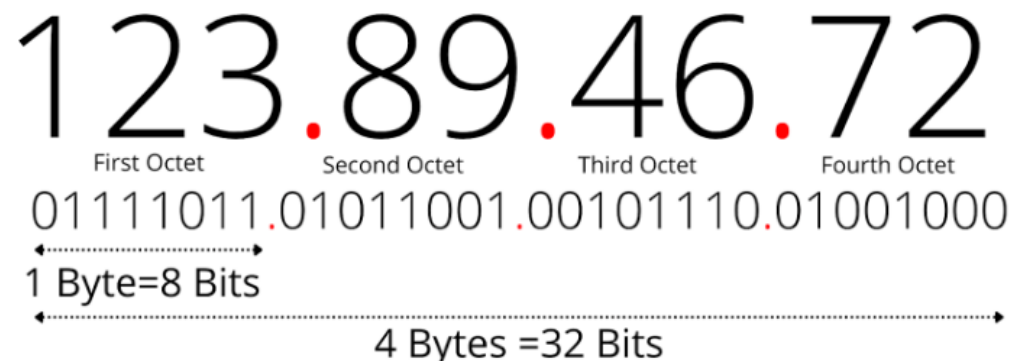 123.89.46.72
First Octet Second Octet Third Octet Fourth Octet
01111011.01011001.00101110.01001000
1 Byte=8 Bits
4 Bytes =32 Bits